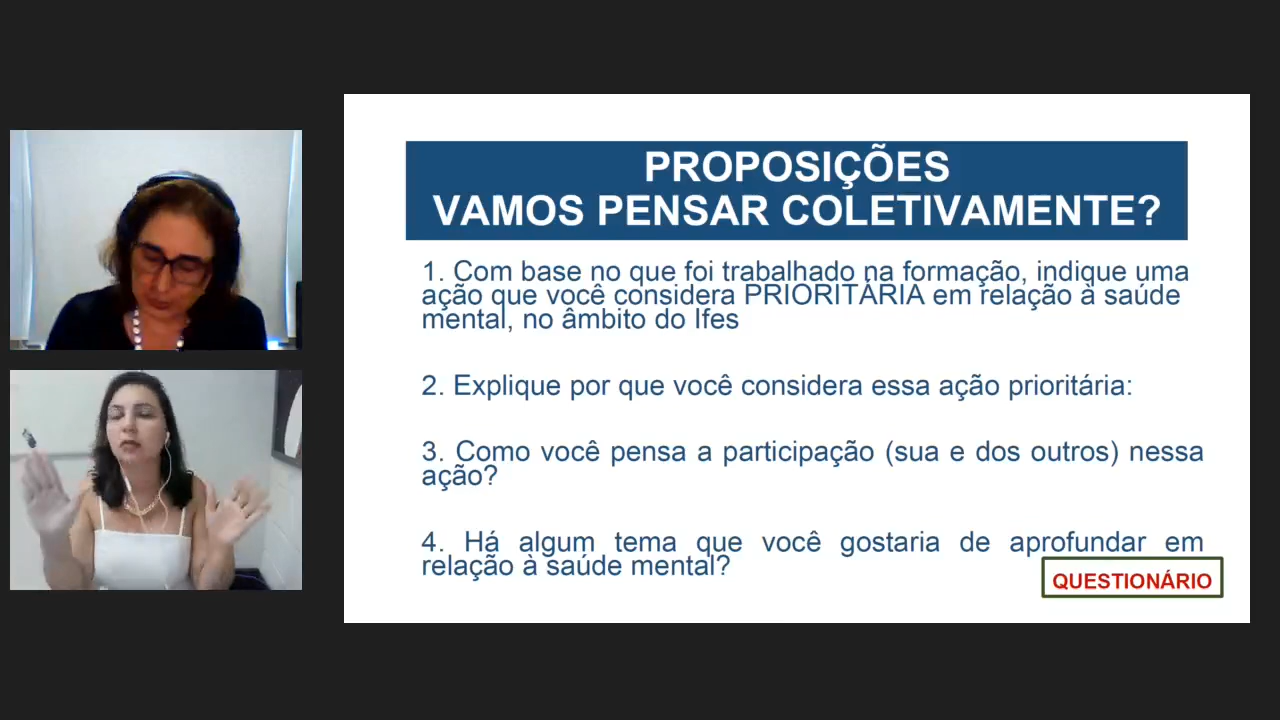 PROPOSIÇÕES
VAMOS PENSAR COLETIVAMENTE?
1. Com base no que foi trabalhado na formação, indique uma
ação que você considera PRIORITÁRIA em relação à saúde
mental, no âmbito do Ifes
2. Explique por que você considera essa ação prioritária:
3. Como você pensa a participação (sua e dos outros) nessa
ação?
4. Há algum tema que você gostaria de aprofundar em
relação à saúde mental?
QUESTIONÁRIO